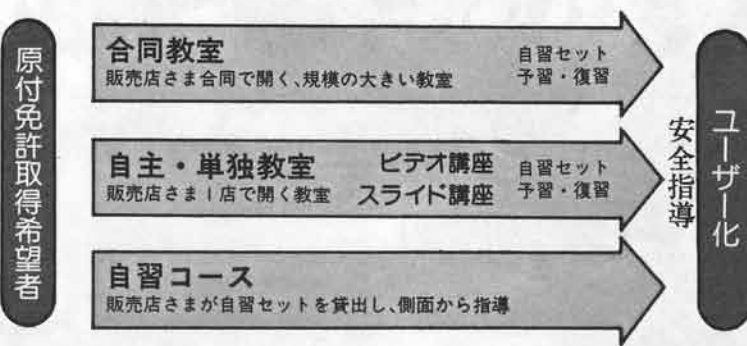 原付免許取得希望者
合同教室
販売店さま合同で開く、規模の大きい教室
自習セット
予習・復習
自主・単独教室
販売店さま1店で開く教室
ビデオ講座
スライド講座
自習セット
予習・復習
自習コース
販売店さまが自習セットを貸出し、側面から指導
安全指導
ユーザー化